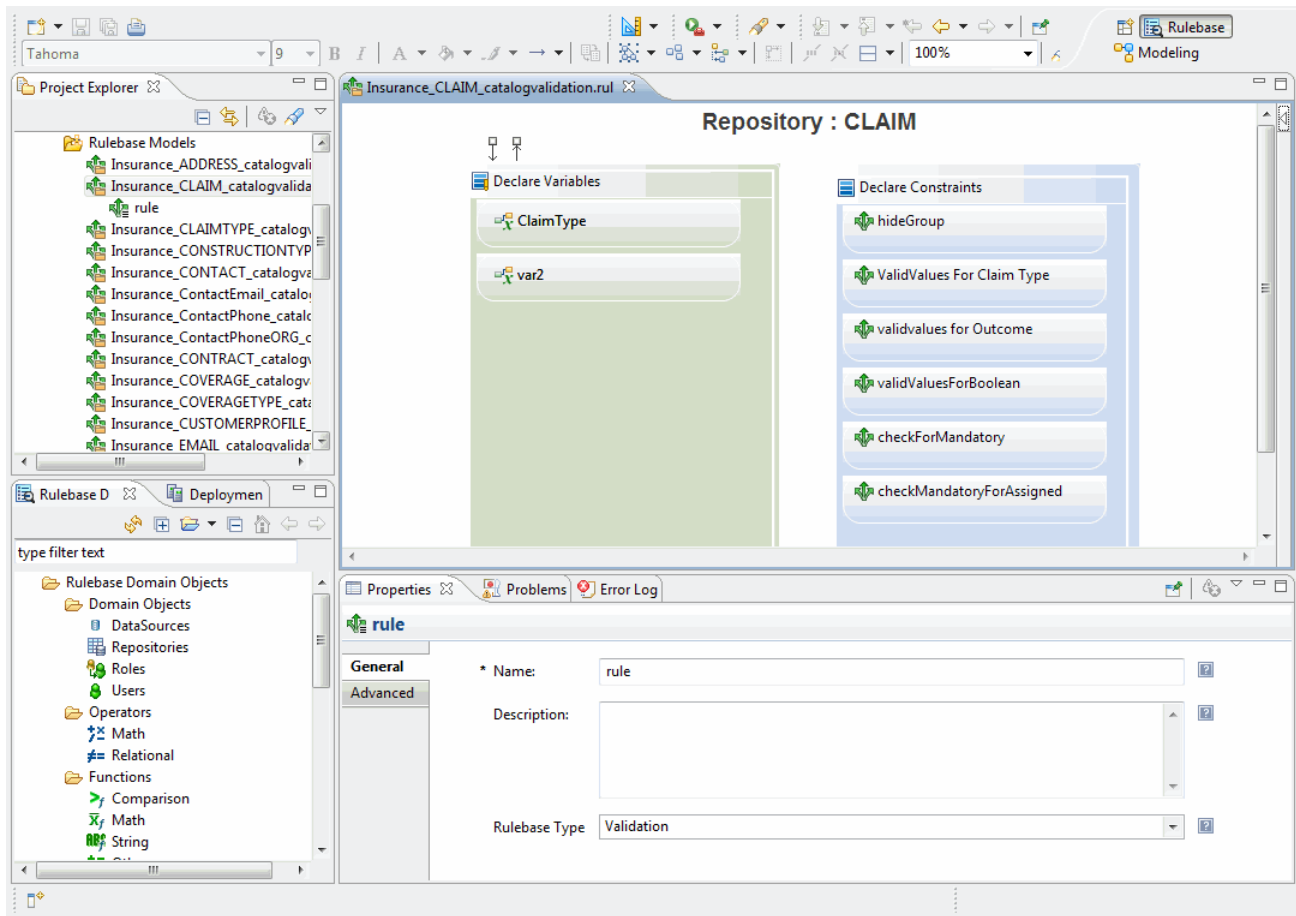 Rulebase
Tahoma
9
B I A
100%
Modeling
Project Explorer
Rulebase Models
Insurance_ADDRESS_catalogvali
Insurance_CLAIM_catalogvalida
rule
Insurance_CLAIMTYPE_catalogv
Insurance_CONSTRUCTIONTYP
Insurance_CONTACT_catalogva
Insurance_ContactEmail_catalo
Insurance_ContactPhone_catalo
Insurance_ContactPhoneORG_c
Insurance_CONTRACT_catalogv
Insurance_COVERAGE_catalogv
Insurance_COVERAGETYPE_cata
Insurance_CUSTOMERPROFILE_
Insurance_EMAIL_catalogvalida
Insurance_CLAIM_catalogvalidation.rul
Repository : CLAIM
Declare Variables
ClaimType
var2
Declare Constraints
hideGroup
ValidValues For Claim Type
validvalues for Outcome
validValuesForBoolean
checkForMandatory
checkMandatoryForAssigned
Rulebase D
Deploymen
type filter text
Rulebase Domain Objects
Domain Objects
DataSources
Repositories
Roles
Users
Operators
Math
Relational
Functions
Comparison
Math
String
Properties
Problems
Error Log
rule
General
Advanced
* Name:
rule
Description:
Rulebase Type
Validation